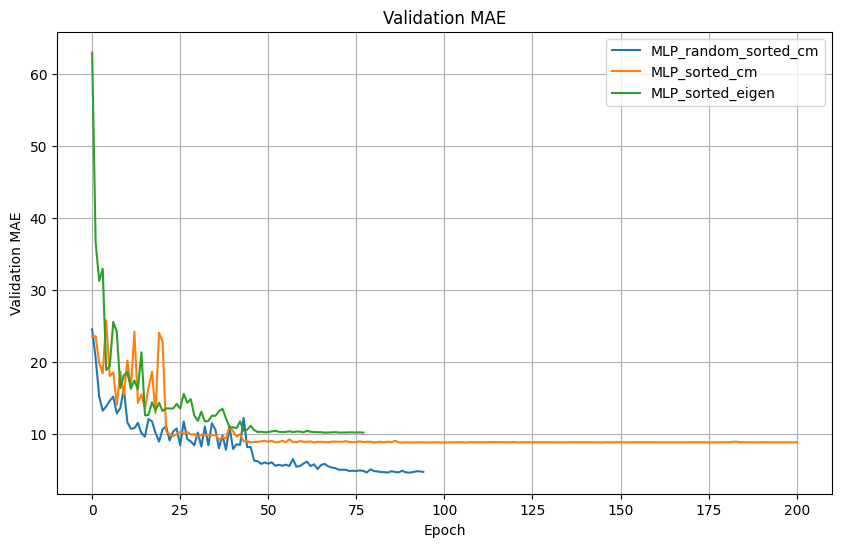 Validation MAE
MLP_random_sorted_cm
MLP_sorted_cm
MLP_sorted_eigen
Validation MAE
60
50
40
30
20
10
0 25 50 75 100 125 150 175 200
Epoch